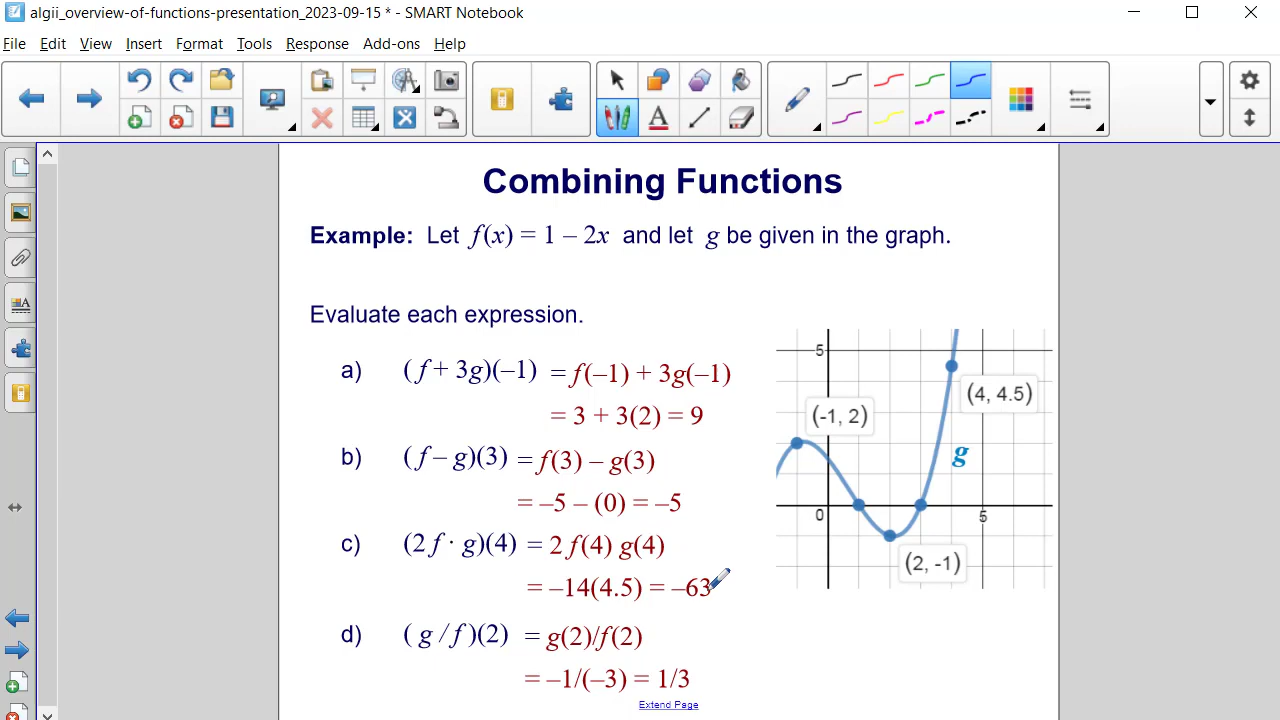 algii_overview-of-functions-presentation_2023-09-15 * - SMART Notebook
File Edit View Insert Format Tools Response Add-ons Help
Combining Functions
Example: Let f(x) = 1 – 2x and let g be given in the graph.
Evaluate each expression.
a) (f + 3g)(–1) = f(–1) + 3g(–1)
= 3 + 3(2) = 9
b) (f – g)(3) = f(3) – g(3)
= –5 – (0) = –5
c) (2f · g)(4) = 2f(4) g(4)
= –14(4.5) = –63
d) (g / f)(2) = g(2)/f(2)
= –1/(–3) = 1/3
5
(4, 4.5)
(-1, 2)
g
0
5
(2, -1)
Extend Page